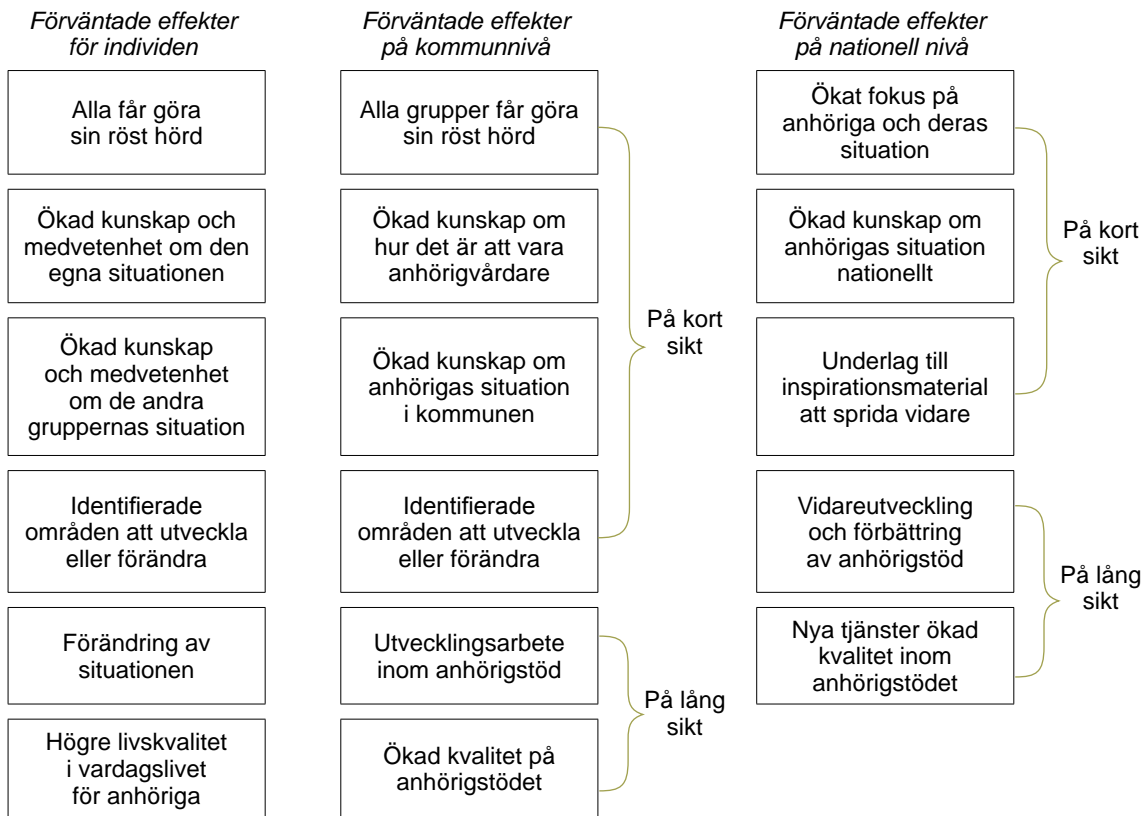 Förväntade effekter
för individen
Alla får göra
sin röst hörd
Ökad kunskap och
medvetenhet om den
egna situationen
Ökad kunskap
och medvetenhet
om de andra
gruppernas situation
Identifierade
områden att utveckla
eller förändra
Förändring av
situationen
Högre livskvalitet
i vardagslivet
för anhöriga
Förväntade effekter
på kommunnivå
Alla grupper får göra
sin röst hörd
Ökad kunskap om
hur det är att vara
anhörigvårdare
Ökad kunskap om
anhörigas situation
i kommunen
Identifierade
områden att utveckla
eller förändra
På kort
sikt
Utvecklingsarbete
inom anhörigstöd
Ökad kvalitet på
anhörigstödet
På lång
sikt
Förväntade effekter
på nationell nivå
Ökat fokus på
anhöriga och deras
situation
Ökad kunskap om
anhörigas situation
nationellt
Underlag till
inspirationsmaterial
att sprida vidare
På kort
sikt
Vidareutveckling
och förbättring
av anhörigstöd
Nya tjänster ökad
kvalitet inom
anhörigstödet
På lång
sikt